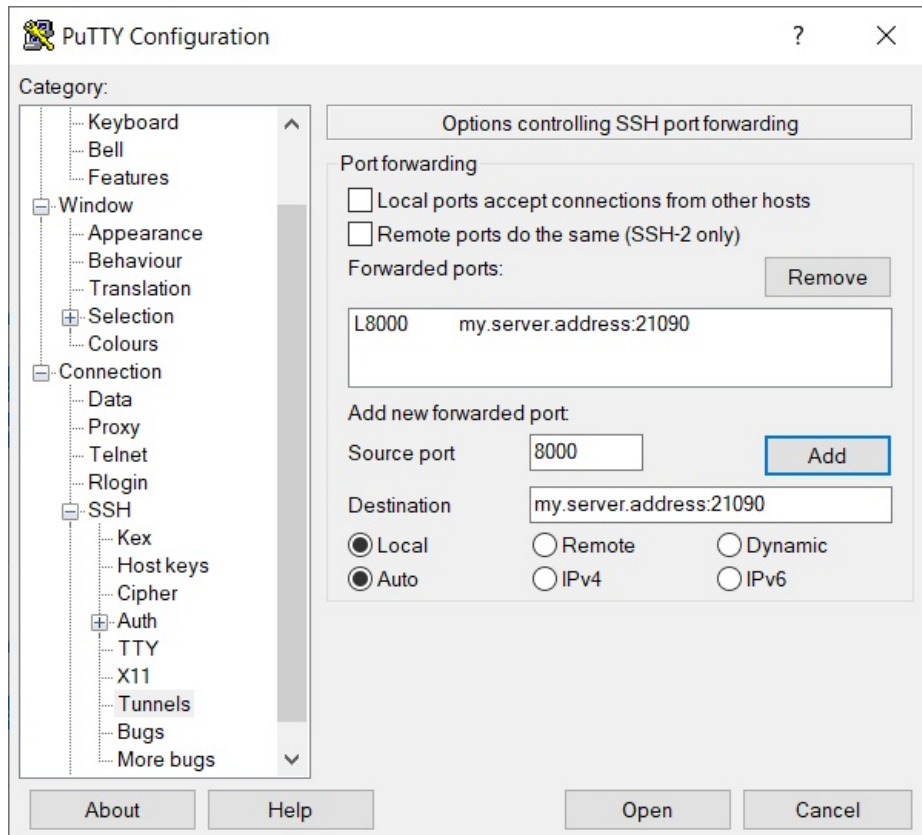 PuTTY Configuration
?
Category:
Keyboard
Bell
Features
Window
Appearance
Behaviour
Translation
Selection
Colours
Connection
Data
Proxy
Telnet
Rlogin
SSH
Kex
Host keys
Cipher
Auth
TTY
X11
Tunnels
Bugs
More bugs
Options controlling SSH port forwarding
Port forwarding
Local ports accept connections from other hosts
Remote ports do the same (SSH-2 only)
Forwarded ports:
Remove
L8000 my.server.address:21090
Add new forwarded port:
Source port 8000 Add
Destination my.server.address:21090
Local Remote Dynamic
Auto IPv4 IPv6
About Help Open Cancel